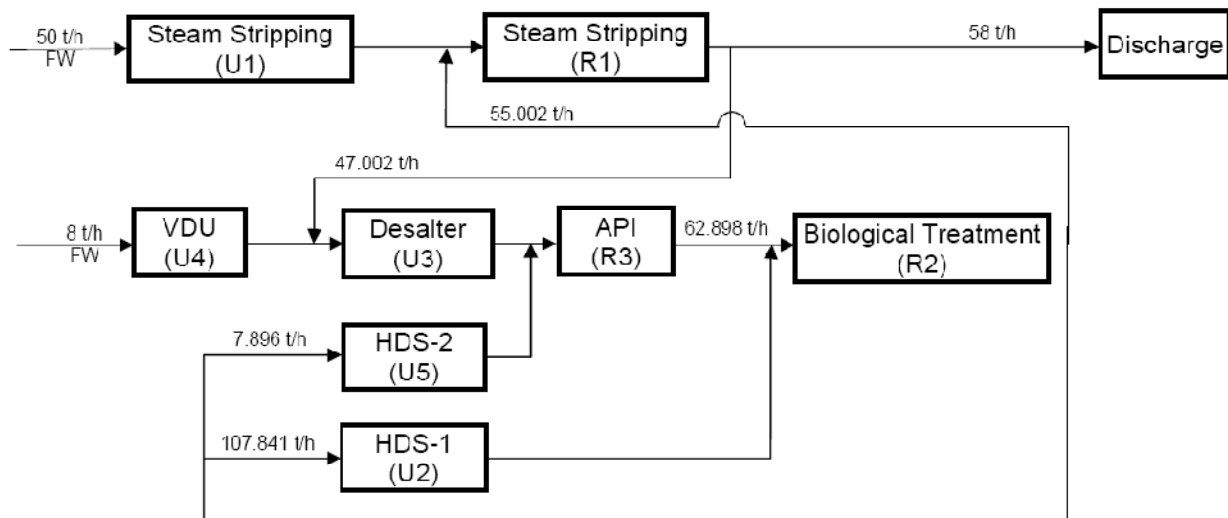 50 t/h
FW
Steam Stripping
(U1)
Steam Stripping
(R1)
58 t/h
Discharge
55.002 t/h
47.002 t/h
8 t/h
FW
VDU
(U4)
Desalter
(U3)
API
(R3)
62.898 t/h
Biological Treatment
(R2)
7.896 t/h
HDS-2
(U5)
107.841 t/h
HDS-1
(U2)